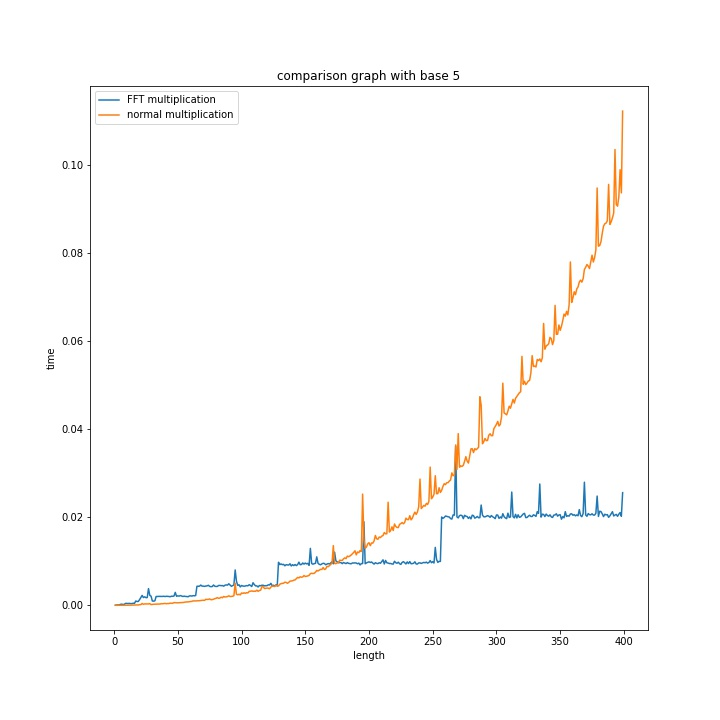 comparison graph with base 5
FFT multiplication
normal multiplication
0.10
0.08
0.06
0.04
0.02
0.00
time
0 50 100 150 200 250 300 350 400
length